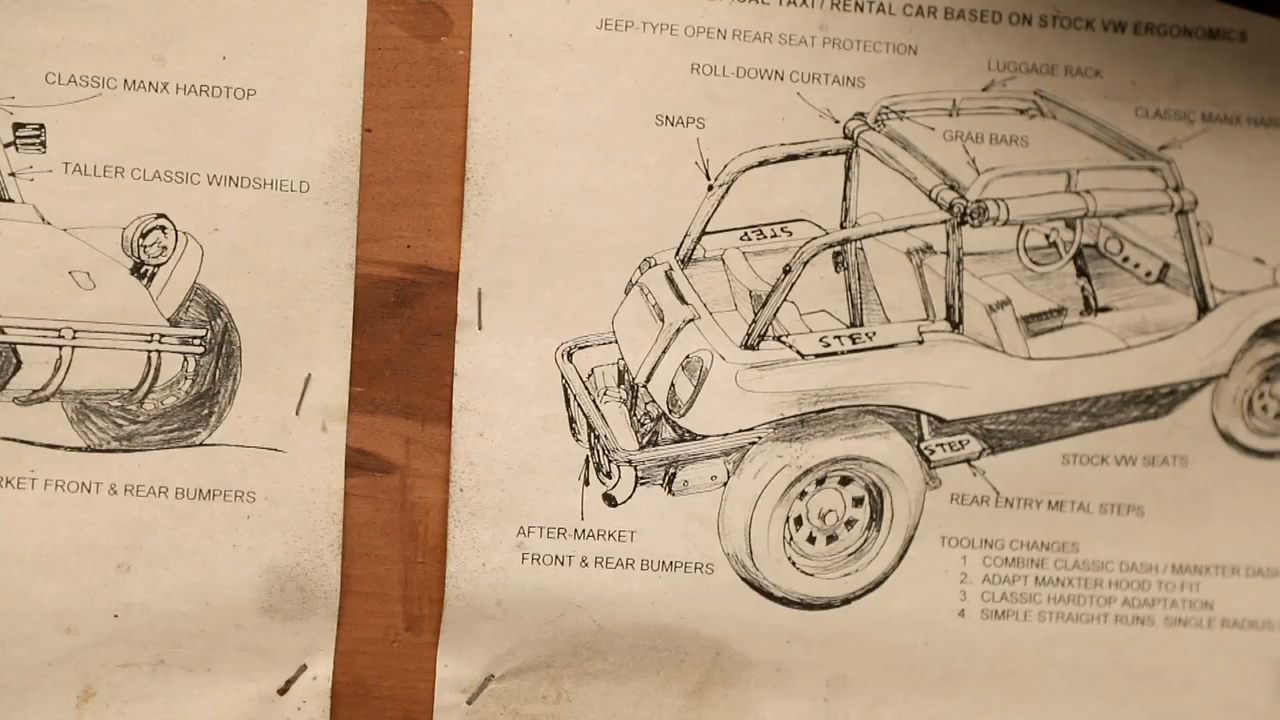 CLASSIC MANX HARDTOP
TALLER CLASSIC WINDSHIELD
FRONT & REAR BUMPERS
TAXI / RENTAL CAR BASED ON STOCK VW ERGONOMICS
JEEP-TYPE OPEN REAR SEAT PROTECTION
ROLL-DOWN CURTAINS
LUGGAGE RACK
SNAPS
GRAB BARS
CLASSIC MANX
STEP
STEP
STEP
STOCK VW SEATS
REAR ENTRY METAL STEPS
AFTER-MARKET
FRONT & REAR BUMPERS
TOOLING CHANGES
1. COMBINE CLASSIC DASH / MANXTER DASH
2. ADAPT MANXTER HOOD TO FIT
3. CLASSIC HARDTOP ADAPTATION
4. SIMPLE STRAIGHT RUNS, SINGLE RADIUS